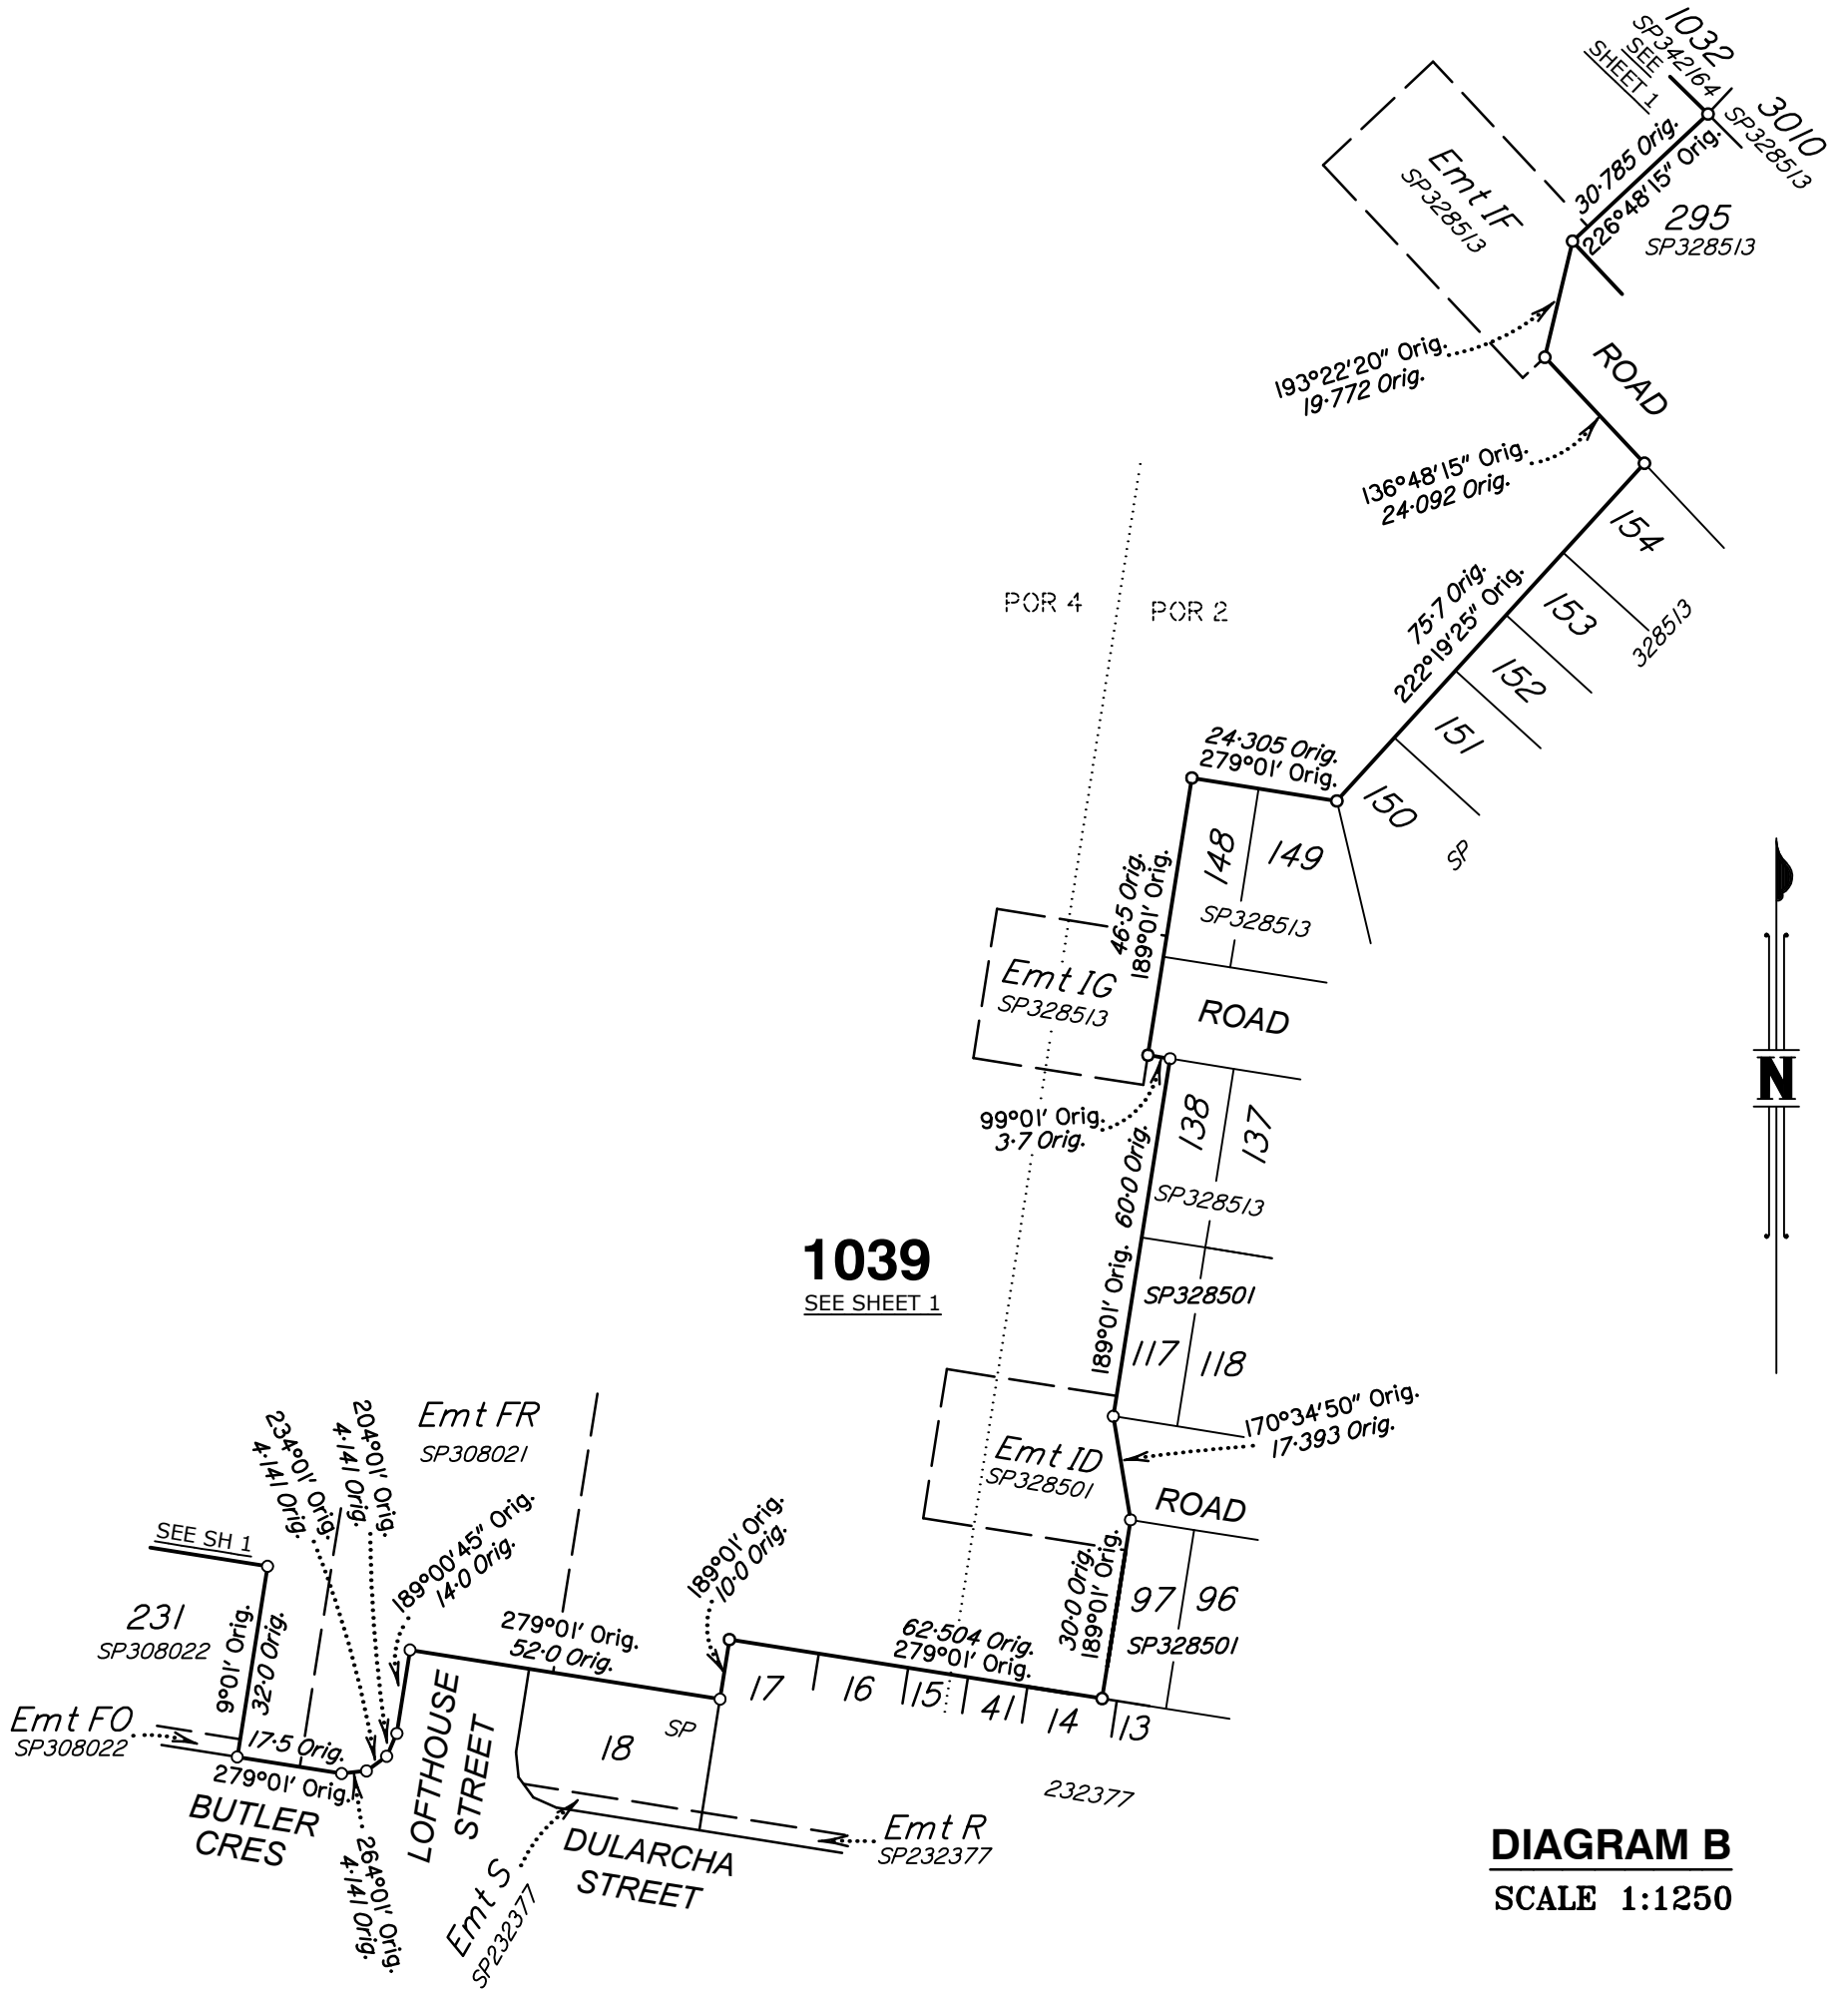 1032
SP342164
SEE
SHEET 1
3010
SP328513
30·785 Orig.
226°48'15" Orig.
295
SP328513
Emt IF
SP328513
193°22'20" Orig.
19·772 Orig.
ROAD
136°48'15" Orig.
24·092 Orig.
154
153
152
151
150
SP
328513
75·7 Orig.
222°19'25" Orig.
POR 4
POR 2
24·305 Orig.
279°01' Orig.
148
149
SP328513
46·5 Orig.
189°01' Orig.
Emt IG
SP328513
ROAD
99°01' Orig.
3·7 Orig.
138
137
SP328513
189°01' Orig. 60·0 Orig.
N
1039
SEE SHEET 1
SP328501
117
118
170°34'50" Orig.
17·393 Orig.
Emt ID
SP328501
ROAD
30·0 Orig.
189°01' Orig.
97
96
SP328501
Emt FR
SP308021
204°01' Orig.
4·141 Orig.
234°01' Orig.
4·141 Orig.
189°00'45" Orig.
14·0 Orig.
189°01' Orig.
10·0 Orig.
SEE SH 1
231
SP308022
9°01' Orig.
32·0 Orig.
279°01' Orig.
52·0 Orig.
62·504 Orig.
279°01' Orig.
17
16
15
41
14
13
SP
232377
18
Emt FO
SP308022
17·5 Orig.
279°01' Orig.
BUTLER
CRES
LOFTHOUSE
STREET
264°01' Orig.
4·141 Orig.
Emt S
SP232377
DULARCHA
STREET
Emt R
SP232377
DIAGRAM B
SCALE 1:1250